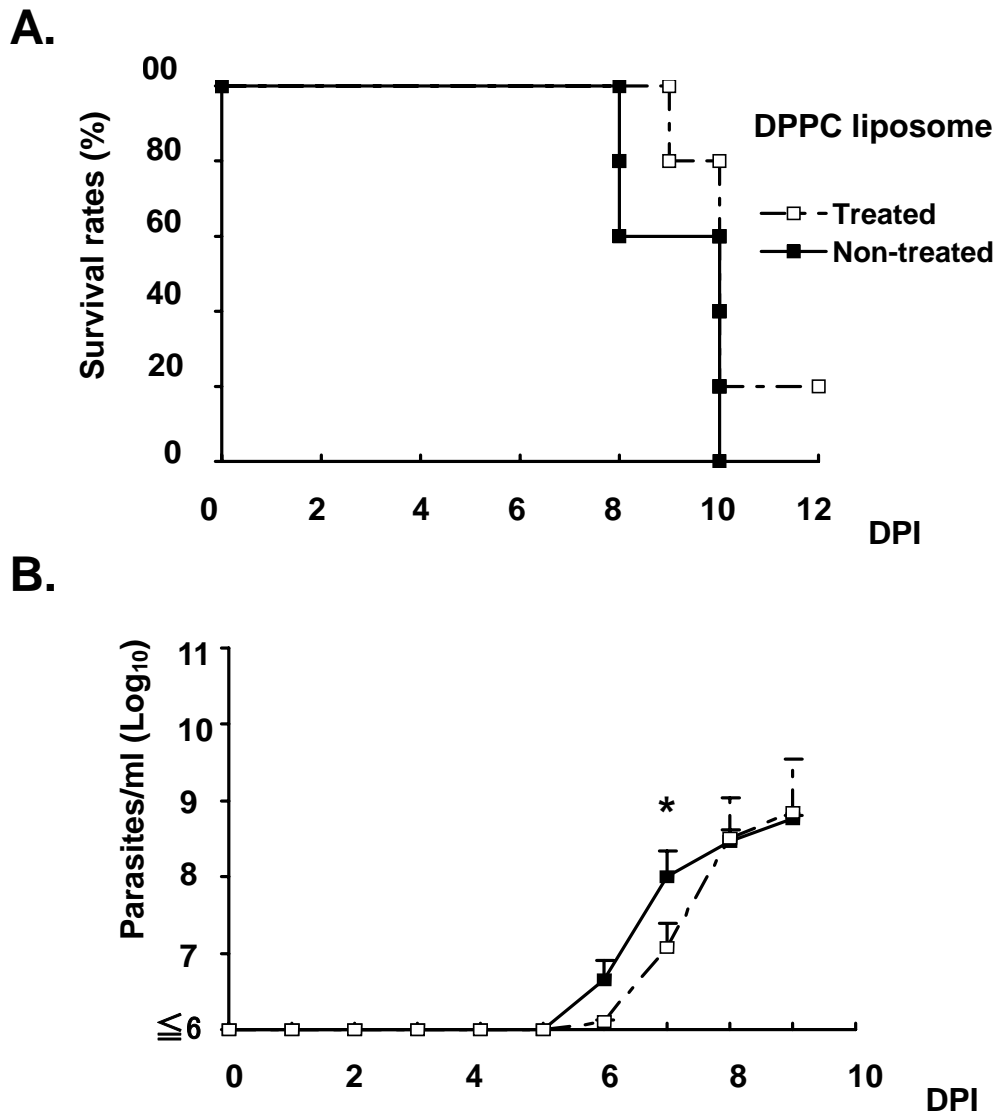 A.
00
80
60
40
20
0
Survival rates (%)
0 2 4 6 8 10 12
DPI
DPPC liposome
Treated
Non-treated
B.
11
10
9
8
7
≦6
Parasites/ml (Log10)
*
0 2 4 6 8 10
DPI